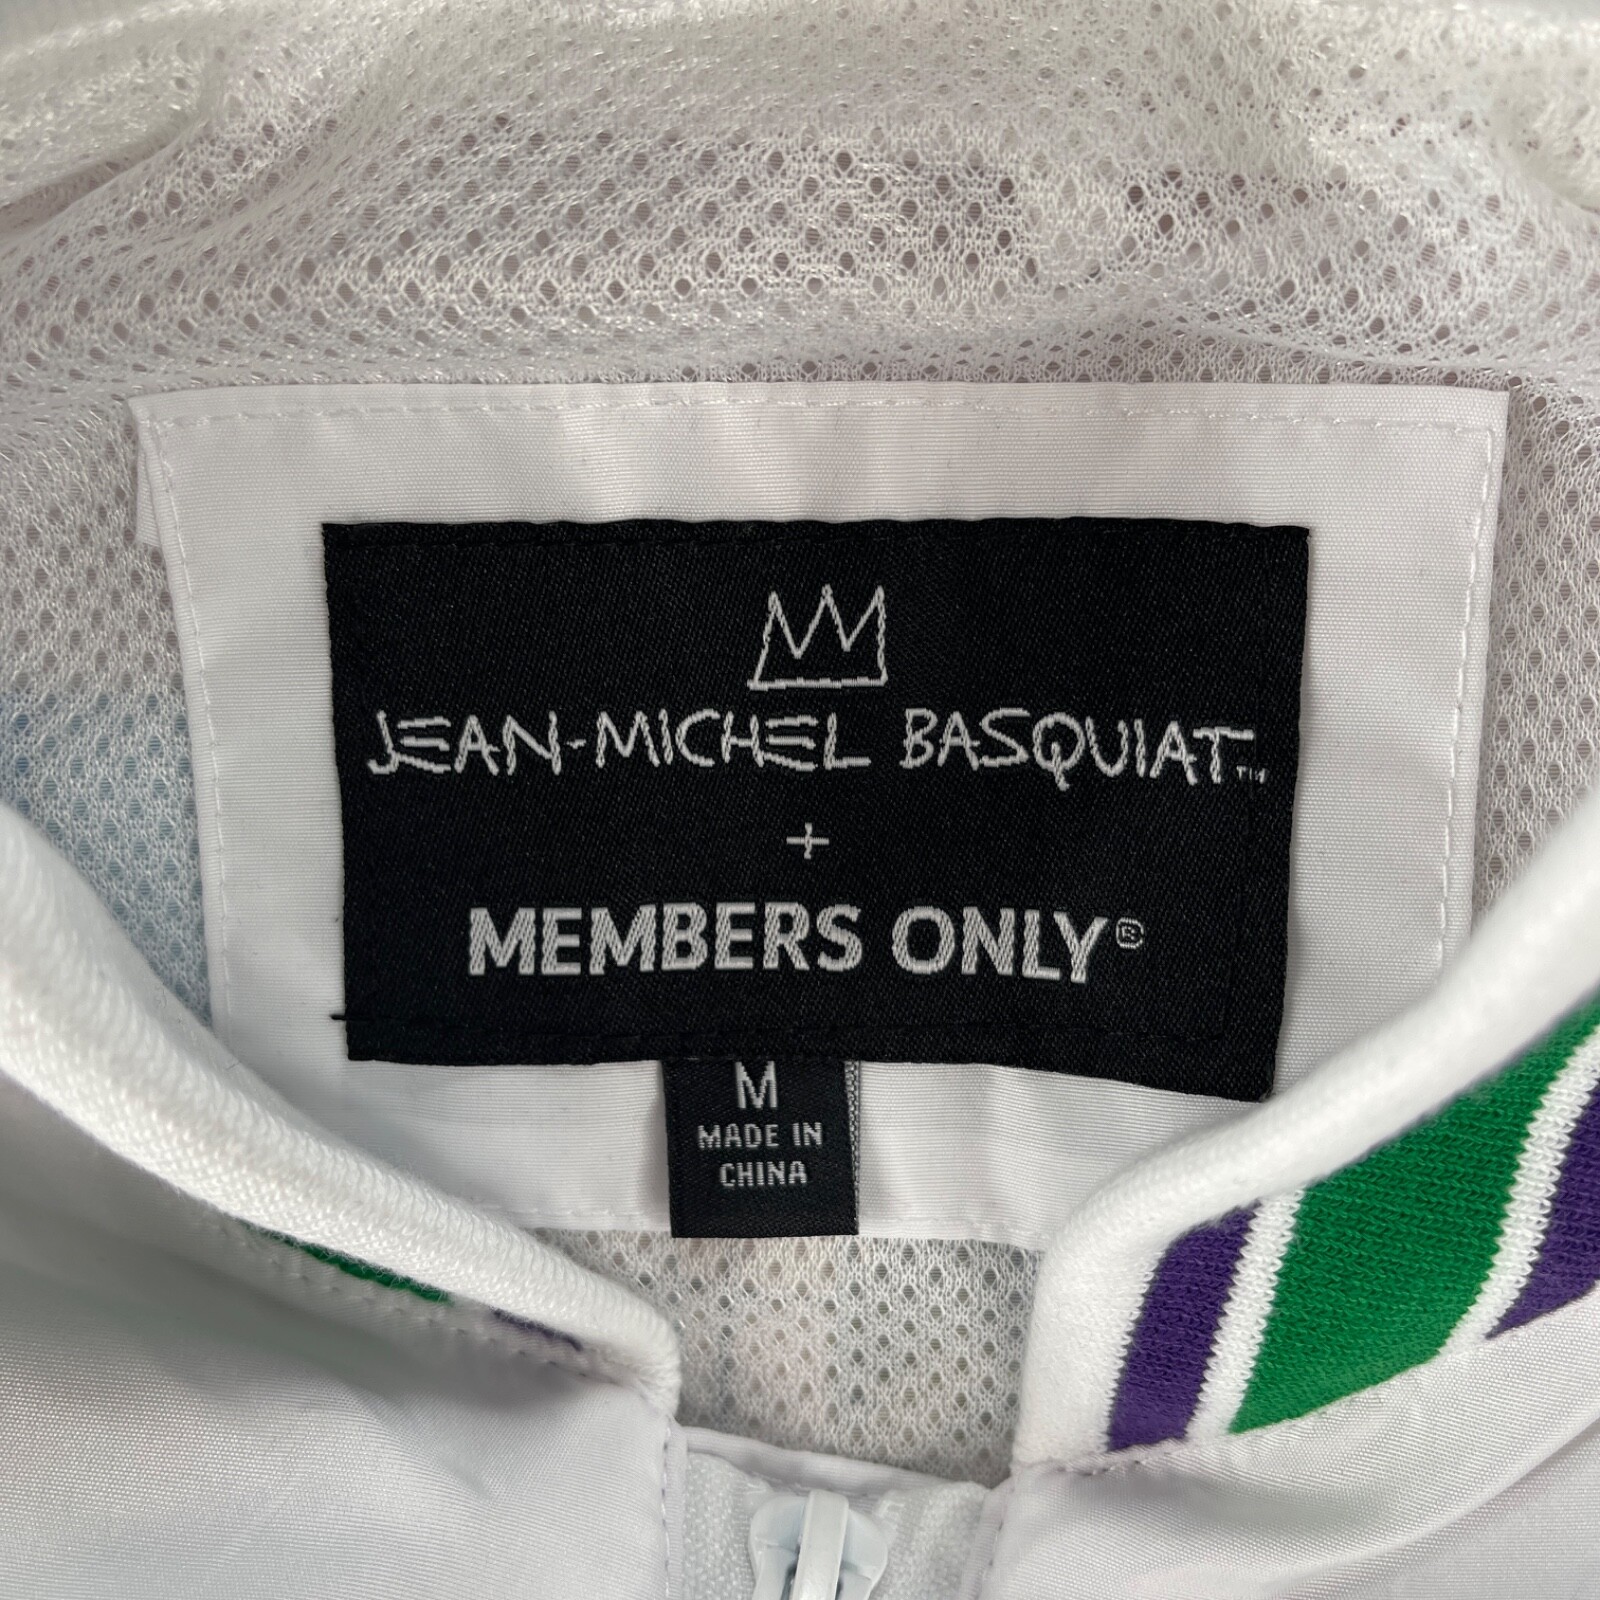 JEAN-MICHEL BASQUIAT™
+
MEMBERS ONLY®
M
MADE IN
CHINA